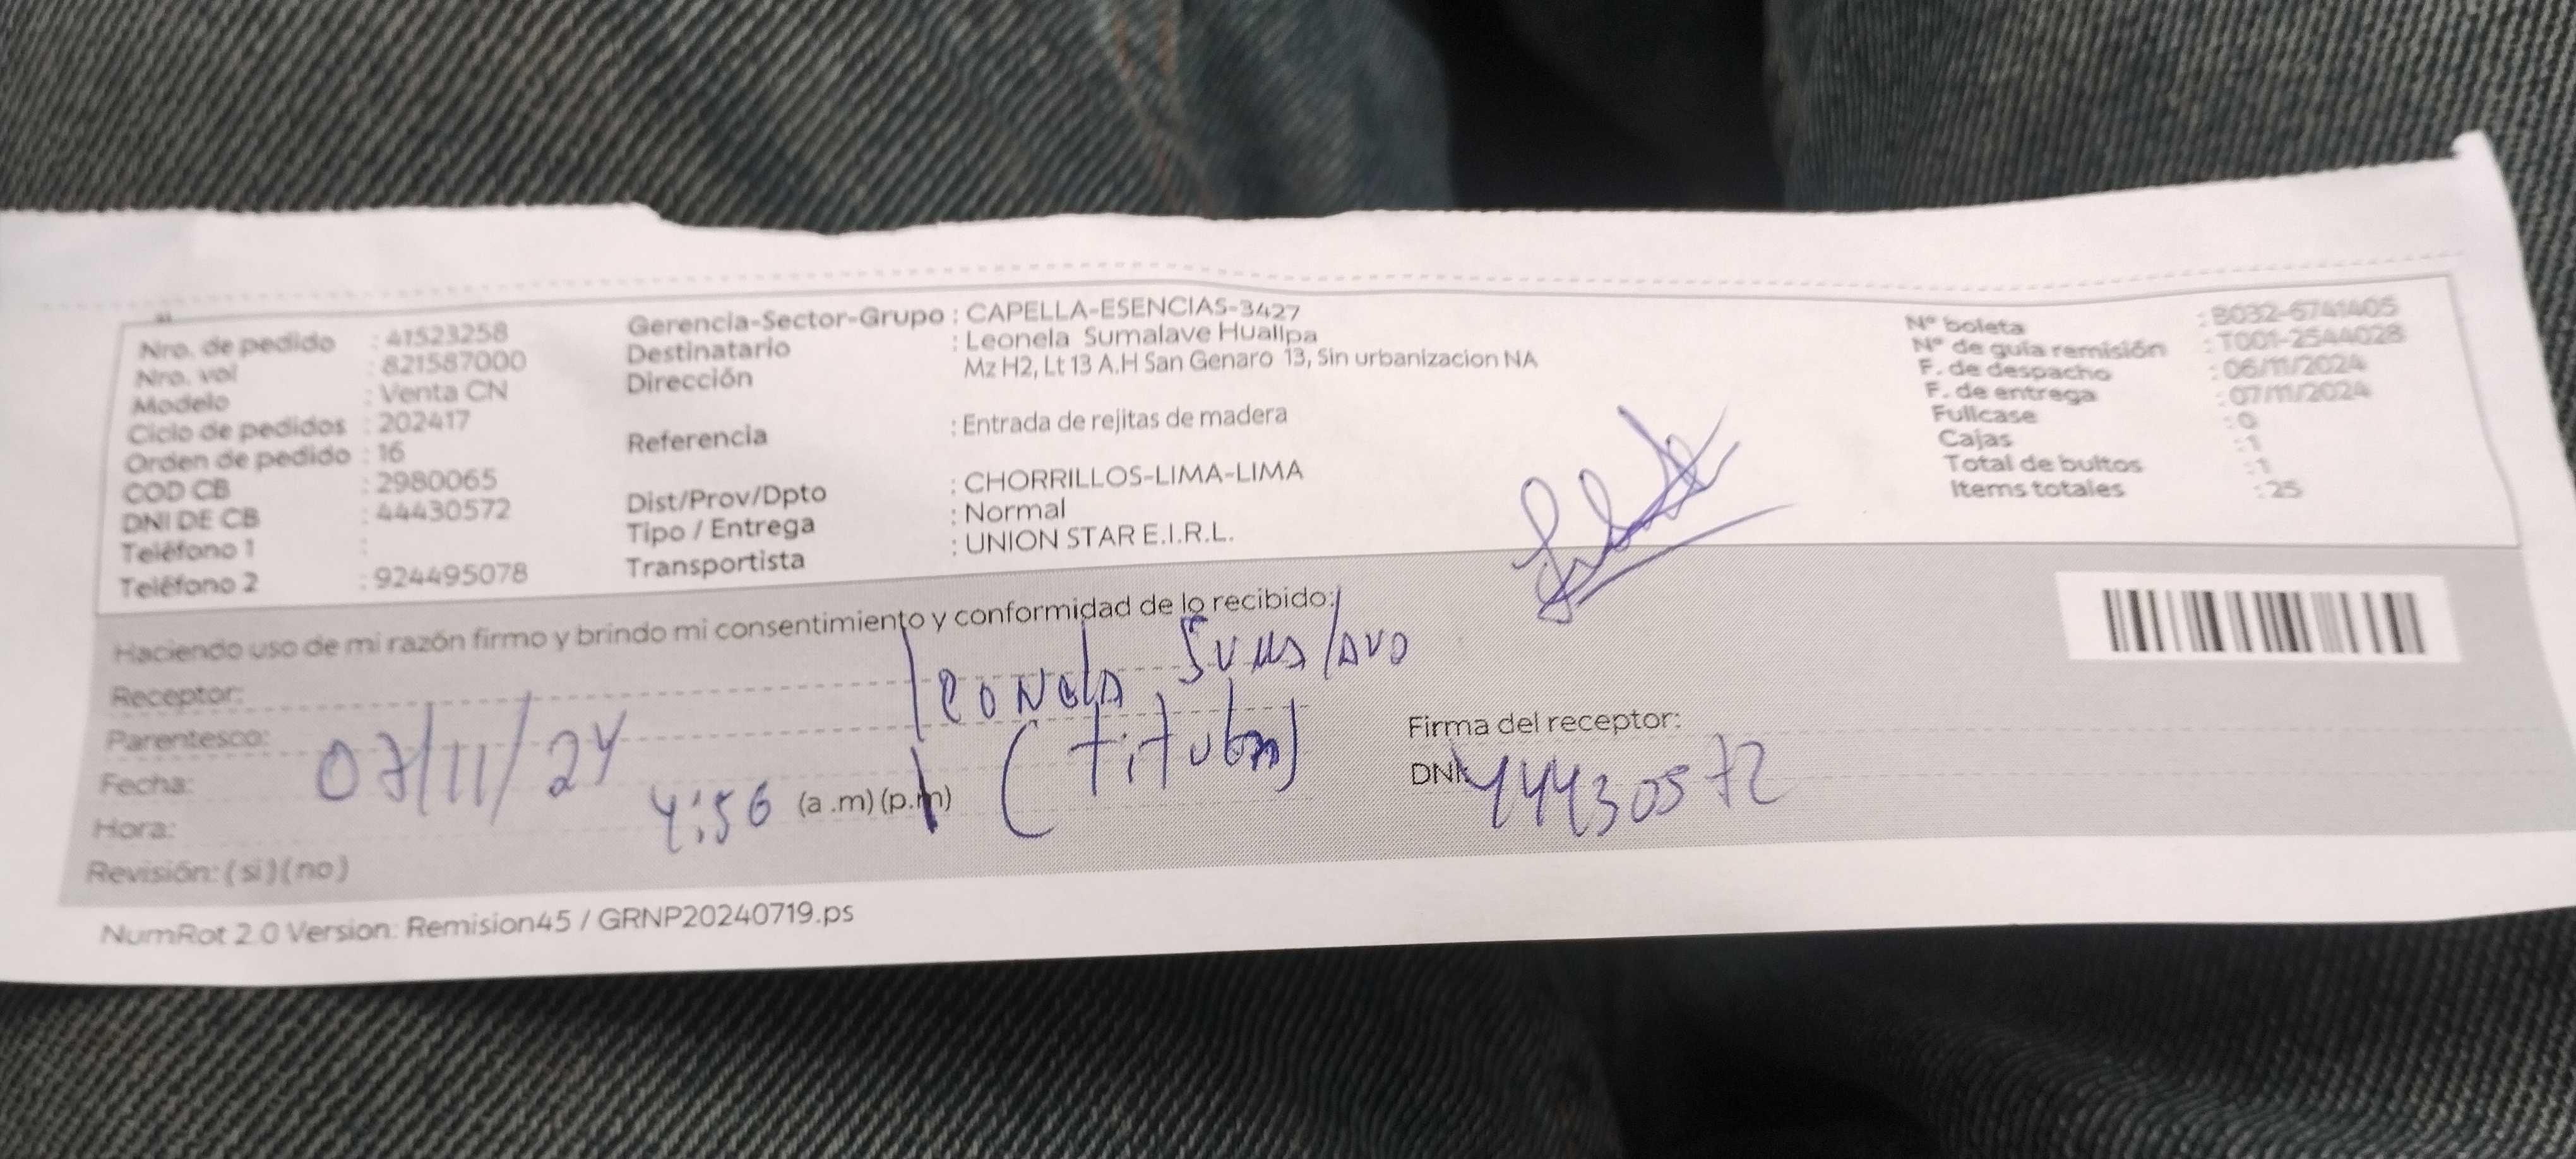 Nro. de pedido : 41523258
Nro. vol : 821587000
Modelo : Venta CN
Ciclo de pedidos : 202417
Orden de pedido : 16
COD CB : 2980065
DNI DE CB : 44430572
Teléfono 1 :
Teléfono 2 : 924495078
Gerencia-Sector-Grupo : CAPELLA-ESENCIAS-3427
Destinatario : Leonela Sumalave Huallpa
Dirección Mz H2, Lt 13 A.H San Genaro 13, Sin urbanizacion NA
Referencia : Entrada de rejitas de madera
Dist/Prov/Dpto : CHORRILLOS-LIMA-LIMA
Tipo / Entrega : Normal
Transportista : UNION STAR E.I.R.L.
N° boleta : B032-6741405
N° de guía remisión : T001-2544028
F. de despacho : 06/11/2024
F. de entrega : 07/11/2024
Fullcase : 0
Cajas : 1
Total de bultos : 1
Items totales : 25
Haciendo uso de mi razón firmo y brindo mi consentimiento y conformidad de lo recibido:
Receptor: leonela Sumalave
Parentesco: (titular)
Fecha: 07/11/24
Hora: 4:56 (a .m) (p.m)
Revisión: (si) (no)
Firma del receptor:
DNI: 44430572
NumRot 2.0 Version: Remision45 / GRNP20240719.ps